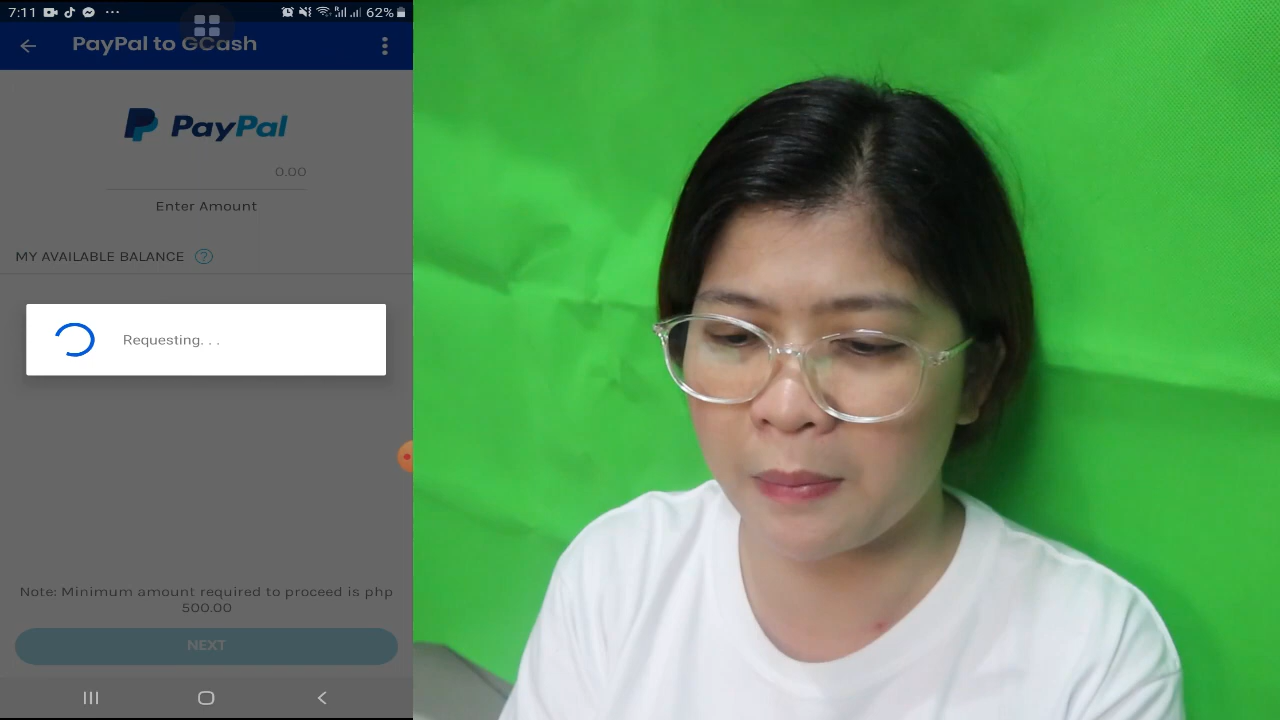 7:11
62%
PayPal to GCash
PayPal
0.00
Enter Amount
MY AVAILABLE BALANCE ?
Requesting. . .
Note: Minimum amount required to proceed is php
500.00
NEXT